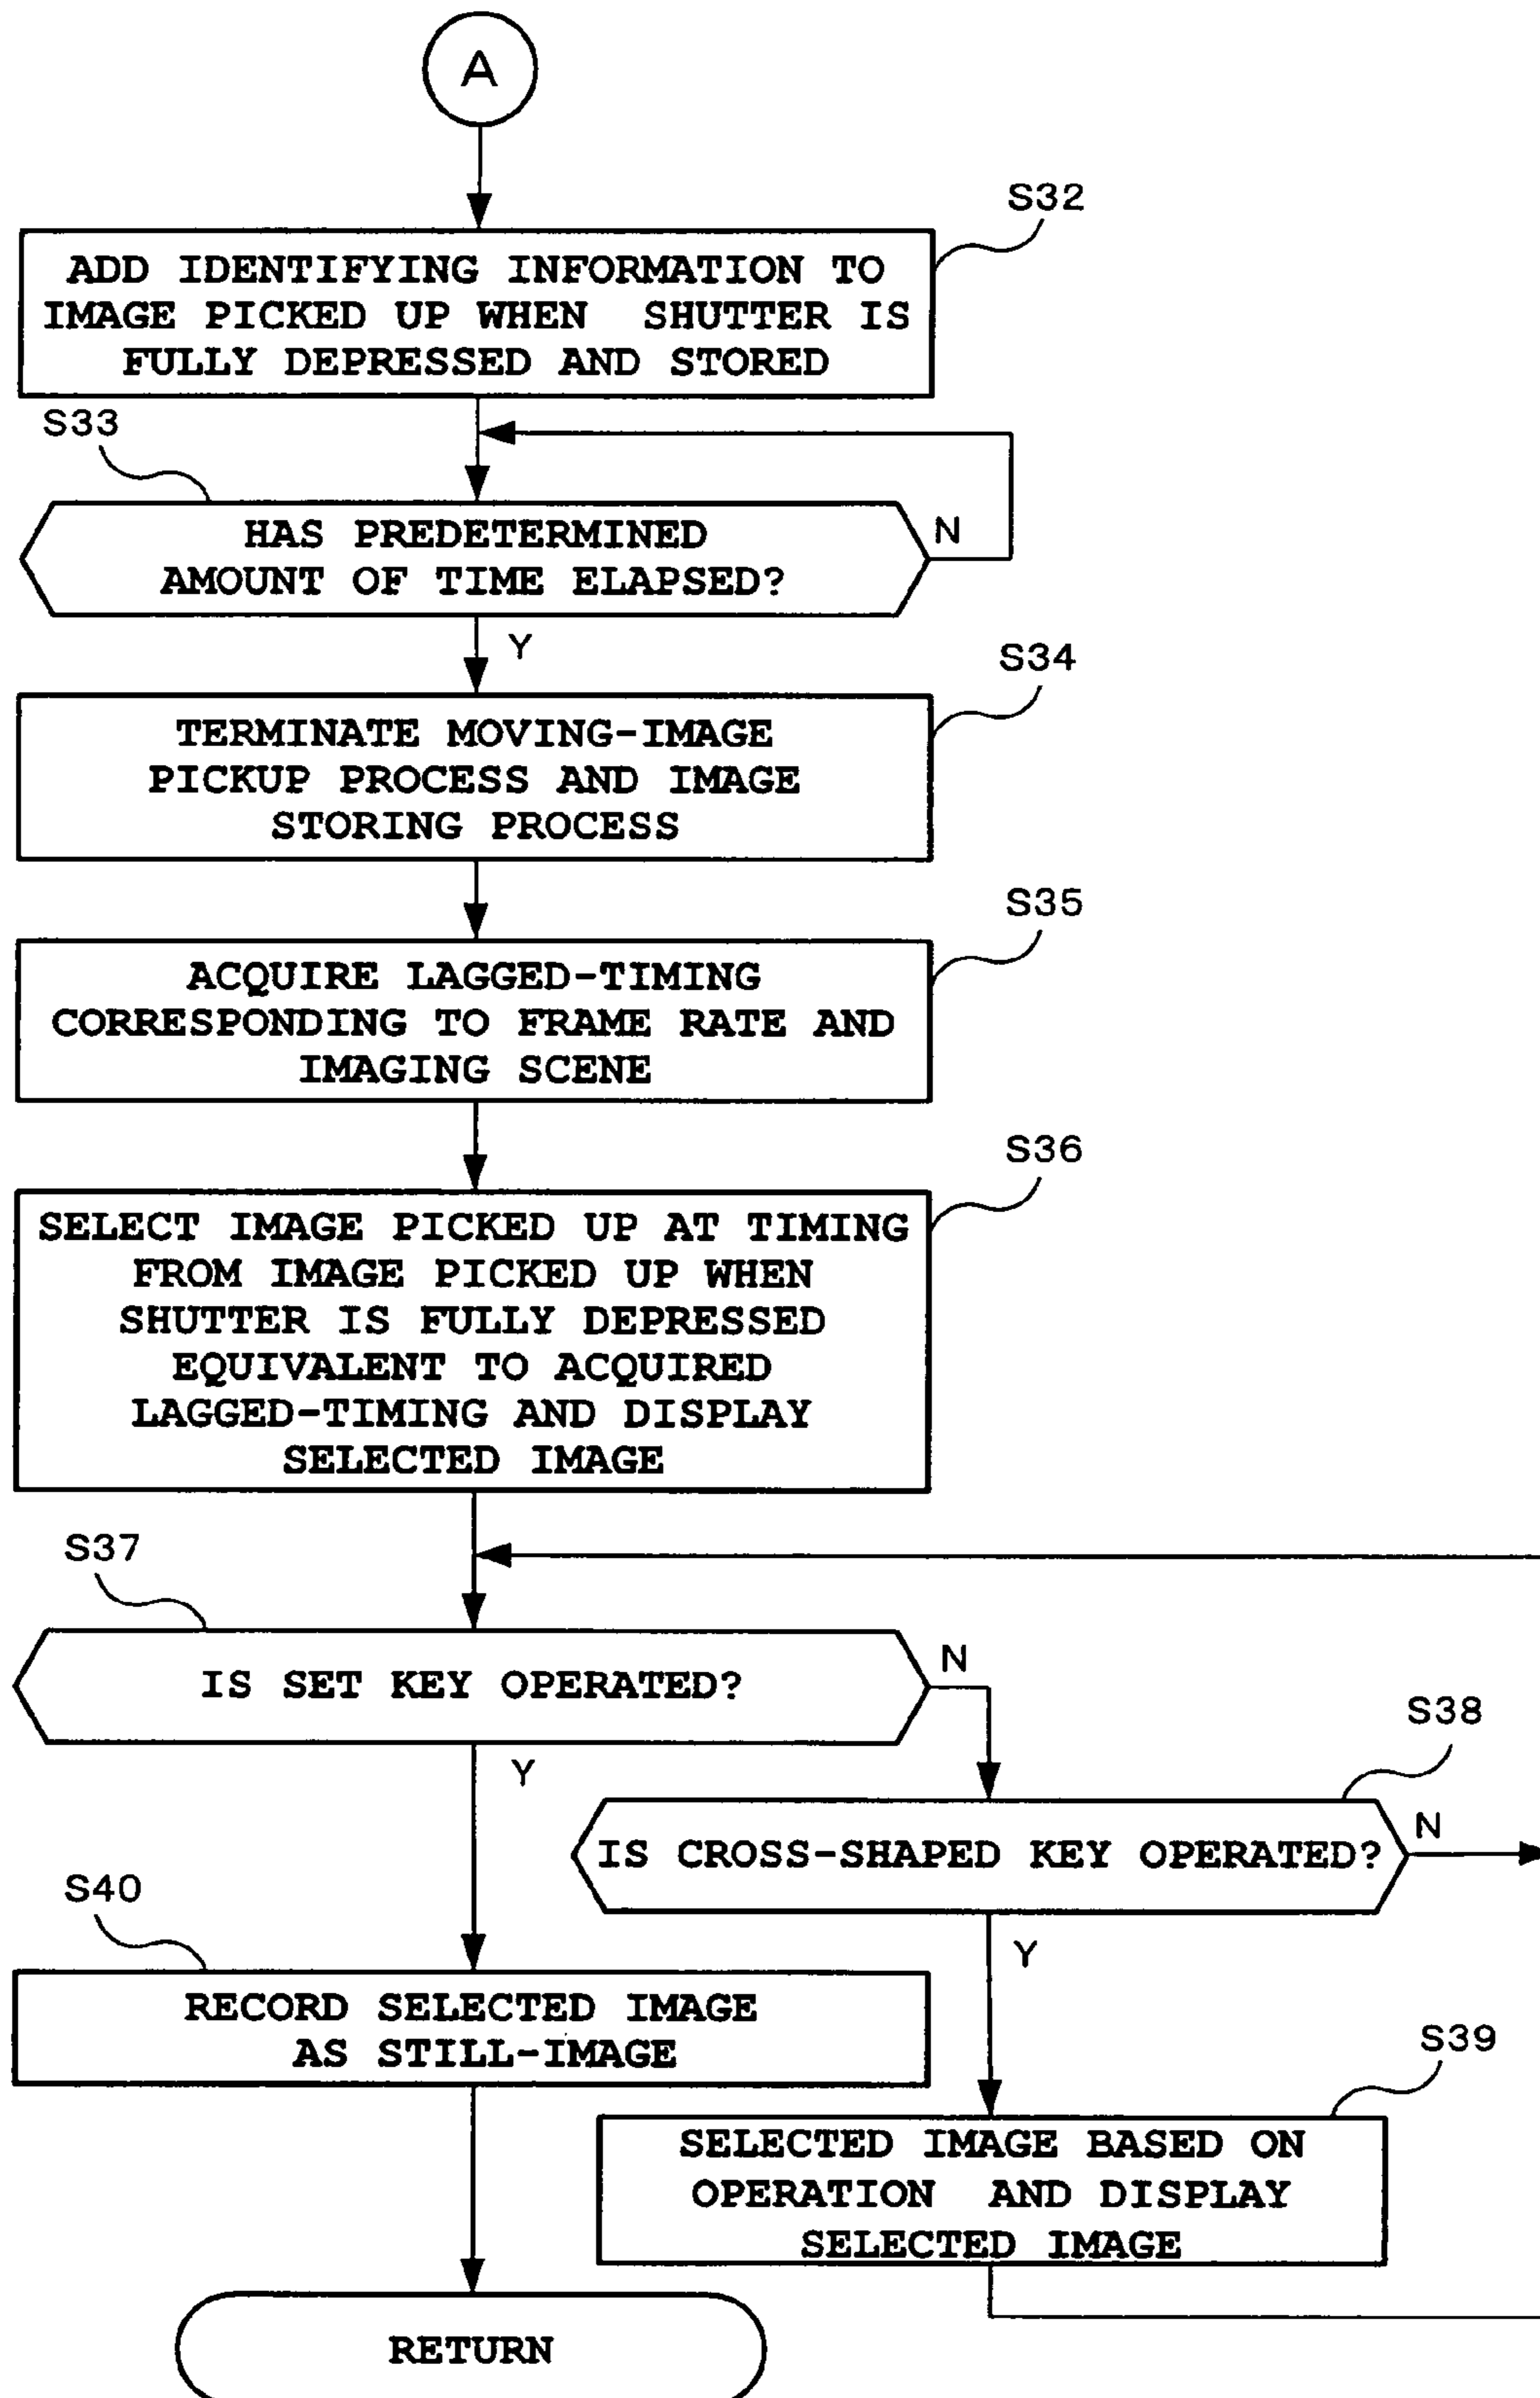 A
S32
ADD IDENTIFYING INFORMATION TO
IMAGE PICKED UP WHEN SHUTTER IS
FULLY DEPRESSED AND STORED
S33
HAS PREDETERMINED
AMOUNT OF TIME ELAPSED?
N
Y
S34
TERMINATE MOVING-IMAGE
PICKUP PROCESS AND IMAGE
STORING PROCESS
S35
ACQUIRE LAGGED-TIMING
CORRESPONDING TO FRAME RATE AND
IMAGING SCENE
S36
SELECT IMAGE PICKED UP AT TIMING
FROM IMAGE PICKED UP WHEN
SHUTTER IS FULLY DEPRESSED
EQUIVALENT TO ACQUIRED
LAGGED-TIMING AND DISPLAY
SELECTED IMAGE
S37
IS SET KEY OPERATED?
N
Y
S38
IS CROSS-SHAPED KEY OPERATED?
N
Y
S40
RECORD SELECTED IMAGE
AS STILL-IMAGE
S39
SELECTED IMAGE BASED ON
OPERATION AND DISPLAY
SELECTED IMAGE
RETURN